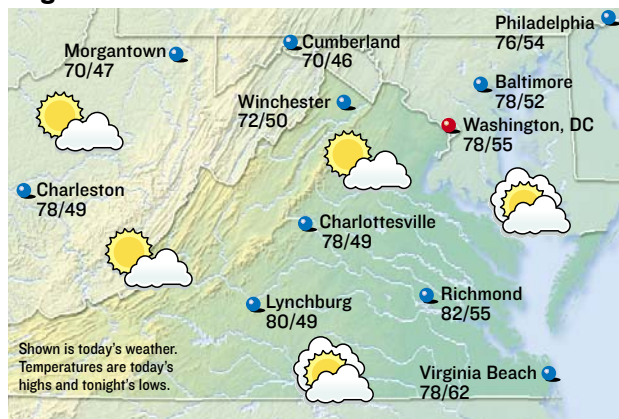 Philadelphia
76/54
Morgantown
70/47
Cumberland
70/46
Baltimore
78/52
Winchester
72/50
Washington, DC
78/55
Charleston
78/49
Charlottesville
78/49
Lynchburg
80/49
Richmond
82/55
Shown is today's weather.
Temperatures are today's
highs and tonight's lows.
Virginia Beach
78/62